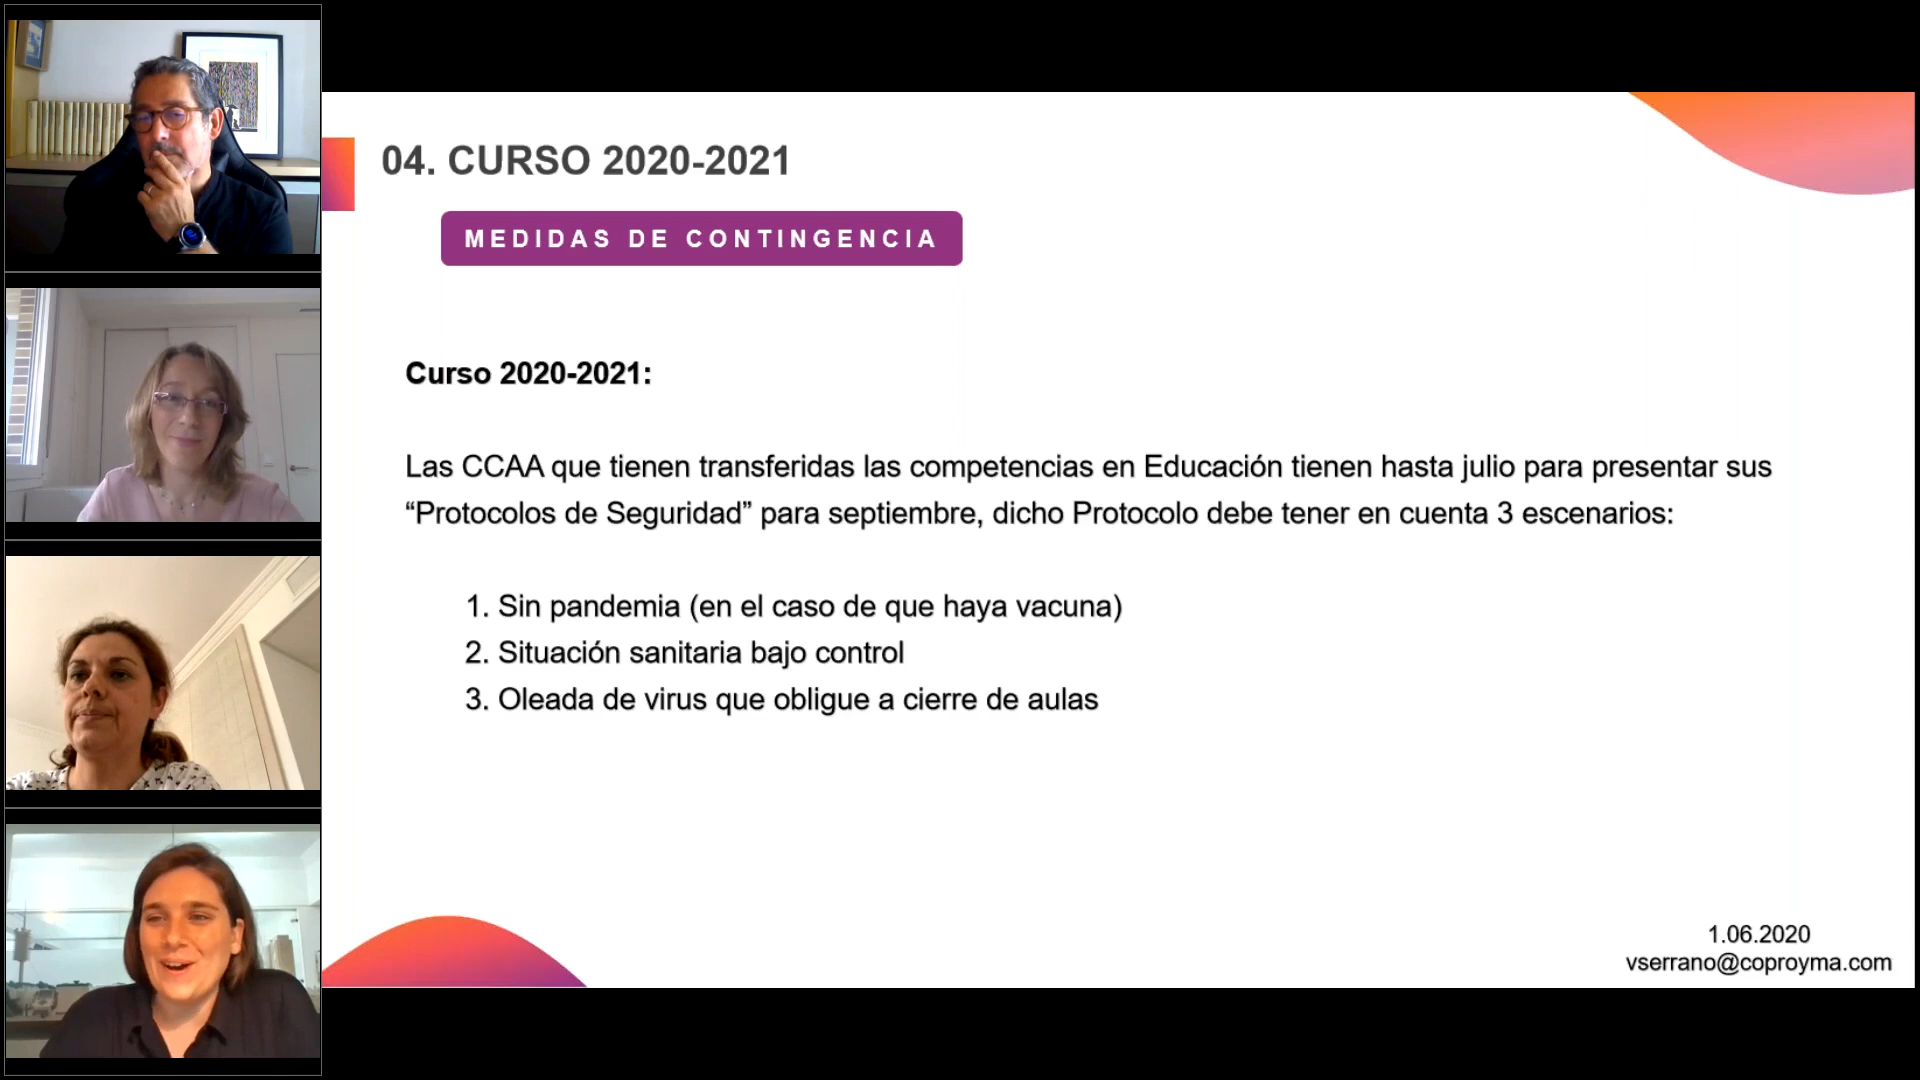 04. CURSO 2020-2021
MEDIDAS DE CONTINGENCIA
Curso 2020-2021:
Las CCAA que tienen transferidas las competencias en Educación tienen hasta julio para presentar sus
“Protocolos de Seguridad” para septiembre, dicho Protocolo debe tener en cuenta 3 escenarios:
1. Sin pandemia (en el caso de que haya vacuna)
2. Situación sanitaria bajo control
3. Oleada de virus que obligue a cierre de aulas
1.06.2020
vserrano@coproyma.com